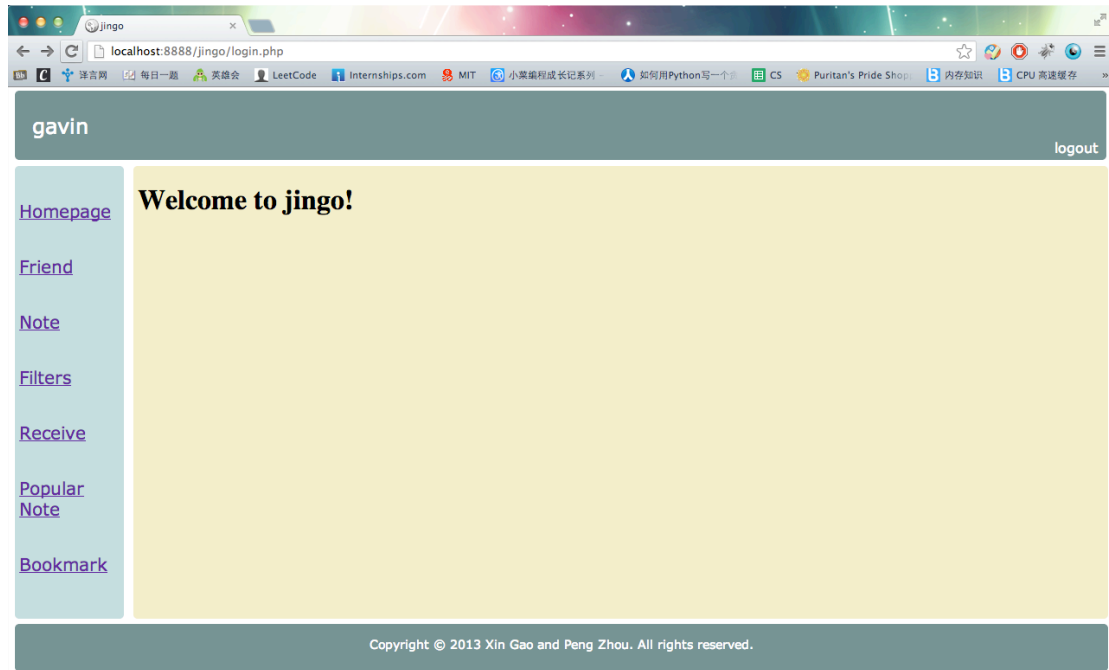 jingo
localhost:8888/jingo/login.php
译言网 每日一题 英雄会 LeetCode Internships.com MIT 小菜编程成长记系列 - 如何用Python写一个 CS Puritan's Pride Shop 内存知识 CPU 高速缓存 »
gavin
logout
Homepage
Welcome to jingo!
Friend
Note
Filters
Receive
Popular
Note
Bookmark
Copyright © 2013 Xin Gao and Peng Zhou. All rights reserved.